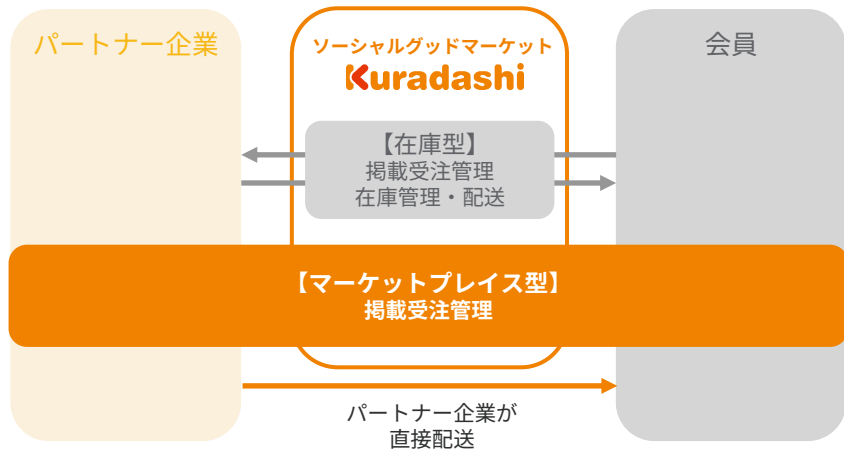 パートナー企業
ソーシャルグッドマーケット
Kuradashi
会員
【在庫型】
掲載受注管理
在庫管理・配送
【マーケットプレイス型】
掲載受注管理
パートナー企業が
直接配送